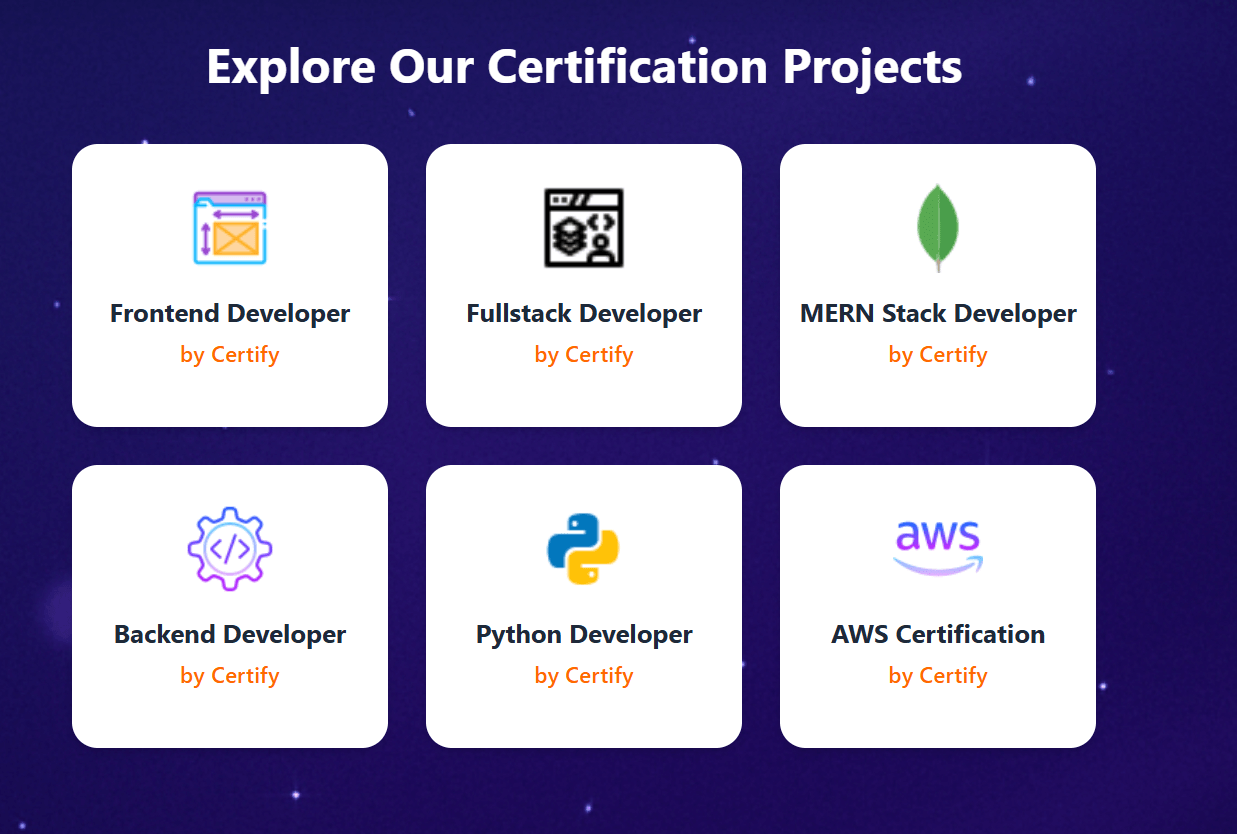 Explore Our Certification Projects
Frontend Developer
by Certify
Fullstack Developer
by Certify
MERN Stack Developer
by Certify
Backend Developer
by Certify
Python Developer
by Certify
aws
AWS Certification
by Certify